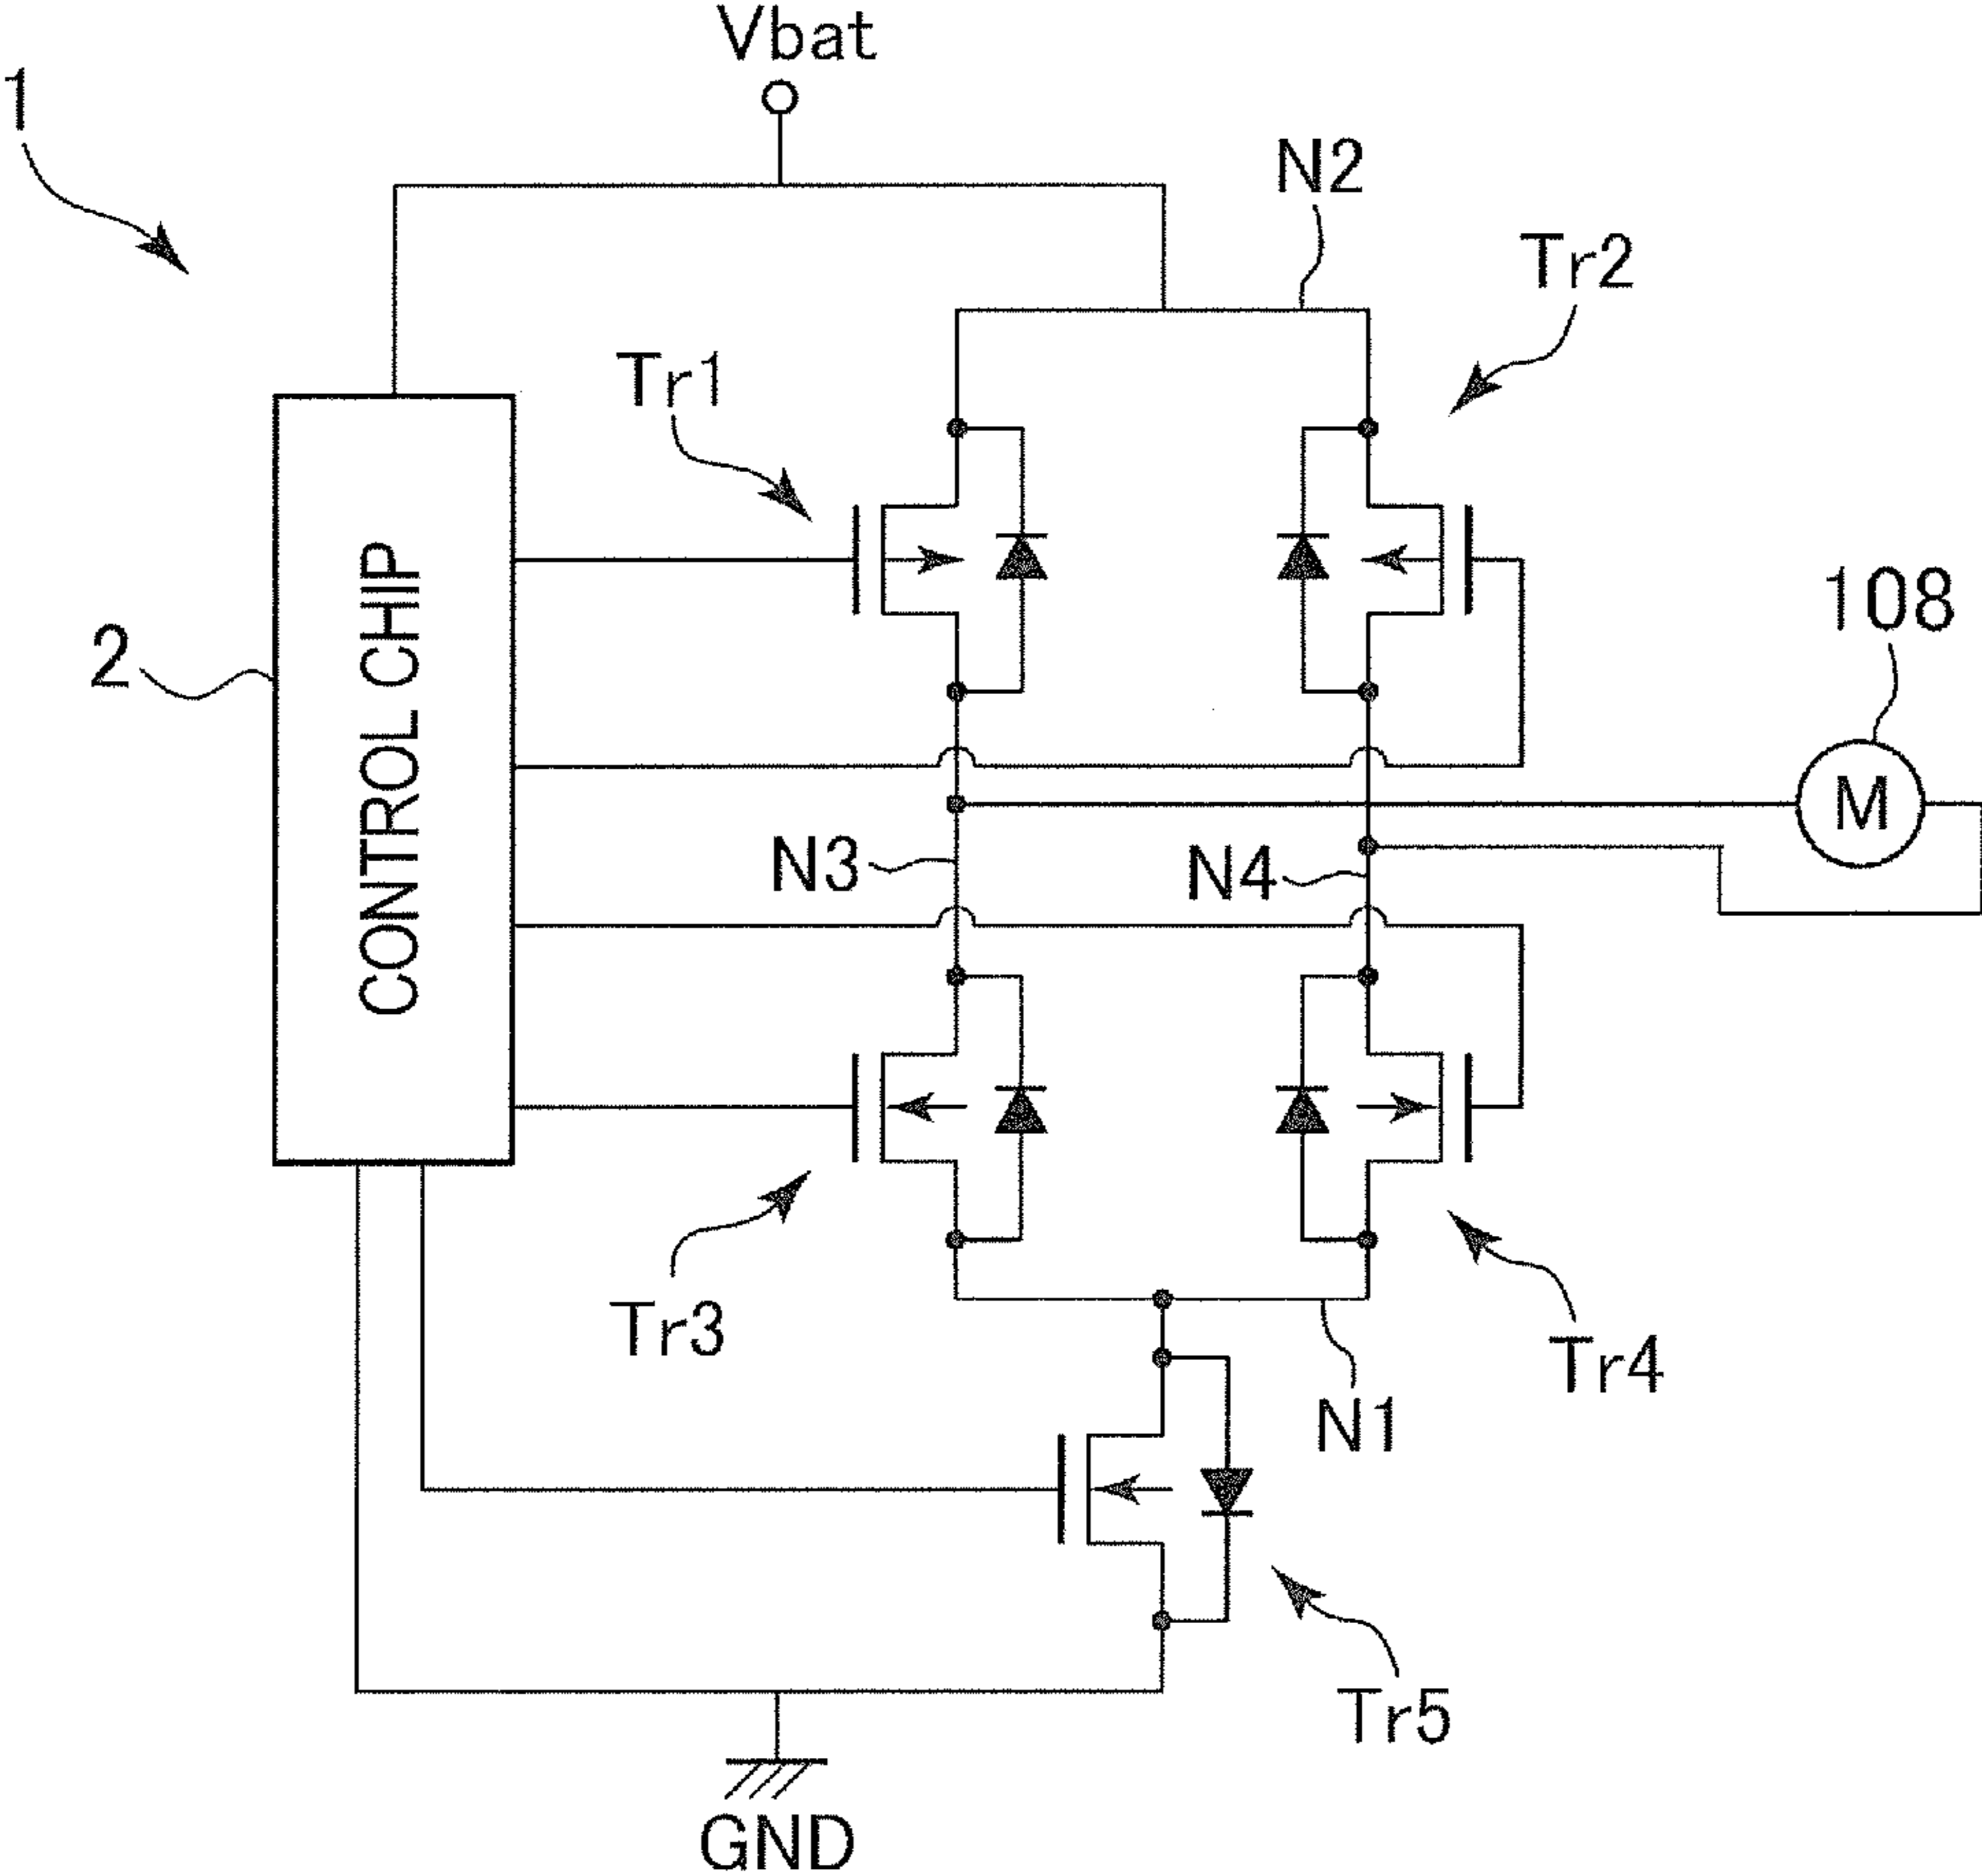 Vbat
1
N2
Tr2
Tr1
108
2
CONTROL CHIP
M
N3
N4
Tr3
Tr4
N1
Tr5
GND